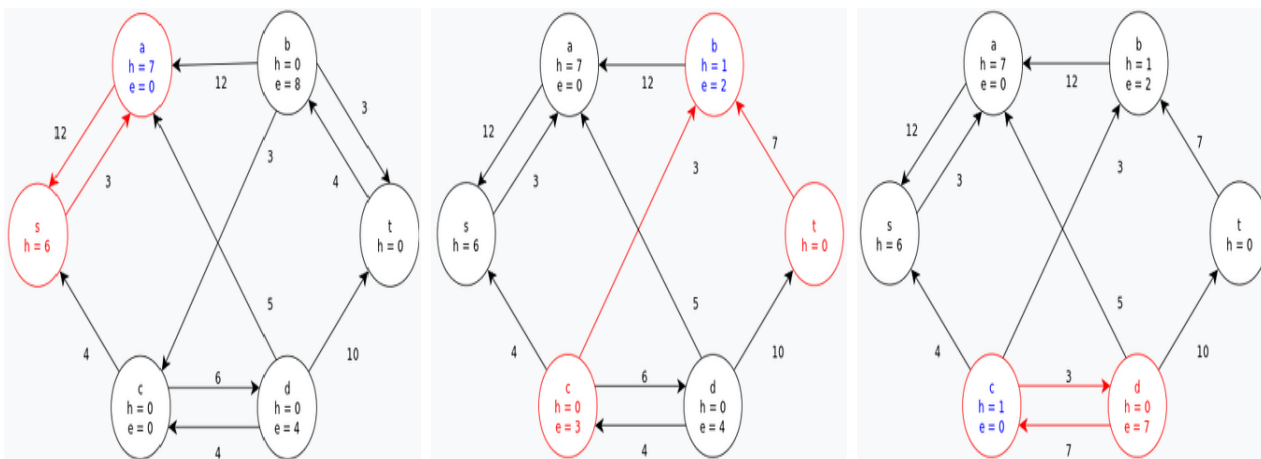 a
h = 7
e = 0
b
h = 0
e = 8
12
3
12
3
3
4
s
h = 6
t
h = 0
5
4
10
c
h = 0
e = 0
6
d
h = 0
e = 4
4
a
h = 7
e = 0
b
h = 1
e = 2
12
12
7
3
3
s
h = 6
t
h = 0
5
4
10
c
h = 0
e = 3
6
d
h = 0
e = 4
4
a
h = 7
e = 0
b
h = 1
e = 2
12
12
7
3
3
s
h = 6
t
h = 0
5
4
10
c
h = 1
e = 0
3
d
h = 0
e = 7
7